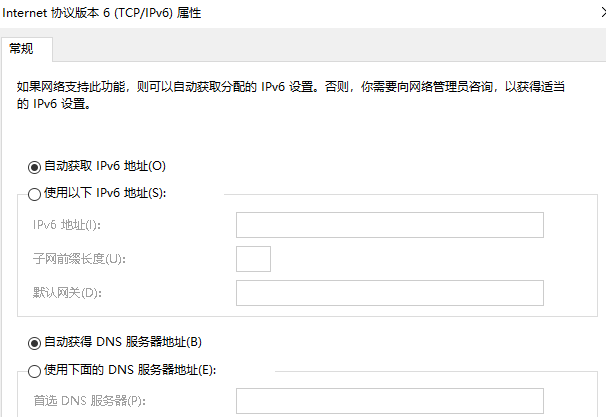 Internet 协议版本 6 (TCP/IPv6) 属性
常规
如果网络支持此功能，则可以自动获取分配的 IPv6 设置。否则，你需要向网络管理员咨询，以获得适当
的 IPv6 设置。
自动获取 IPv6 地址(O)
使用以下 IPv6 地址(S):
IPv6 地址(I):
子网前缀长度(U):
默认网关(D):
自动获得 DNS 服务器地址(B)
使用下面的 DNS 服务器地址(E):
首选 DNS 服务器(P):